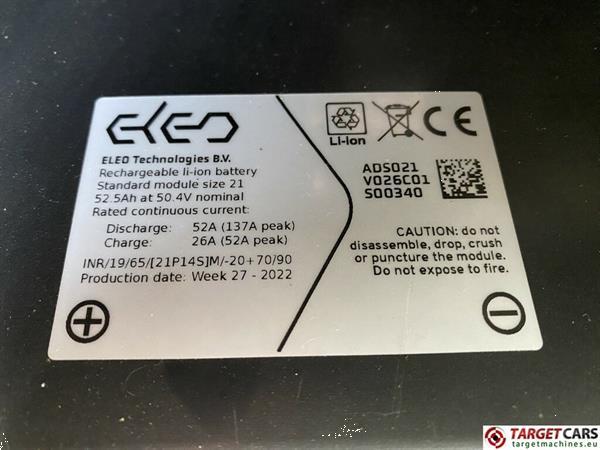 ELEO
ELEO Technologies B.V.
Rechargeable li-ion battery
Standard module size 21
52.5Ah at 50.4V nominal
Rated continuous current:
Discharge: 52A (137A peak)
Charge: 26A (52A peak)
INR/19/65/[21P14S]M/-20+70/90
Production date: Week 27 - 2022
+
Li-ion
CE
ADS021
V026C01
S00340
CAUTION: do not
disassemble, drop, crush
or puncture the module.
Do not expose to fire.
-
TARGETCARS
targetmachines.eu